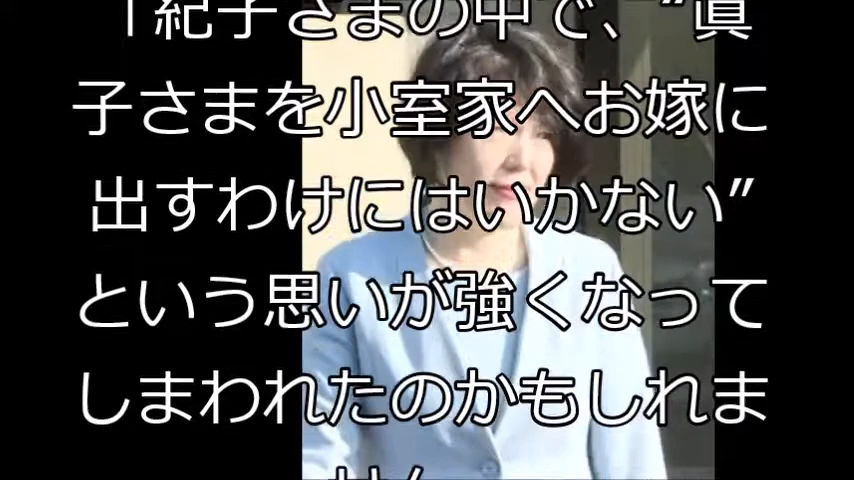 「紀子さまの中で、“眞
子さまを小室家へお嫁に
出すわけにはいかない”
という思いが強くなって
しまわれたのかもしれま
せん